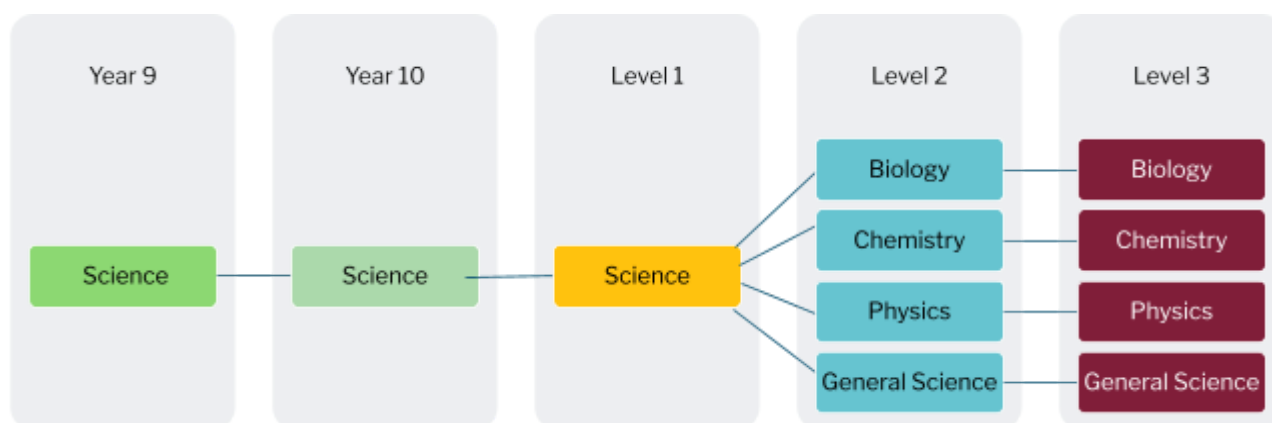 Year 9
Year 10
Level 1
Level 2
Level 3
Biology
Biology
Chemistry
Chemistry
Science
Science
Science
Physics
Physics
General Science
General Science